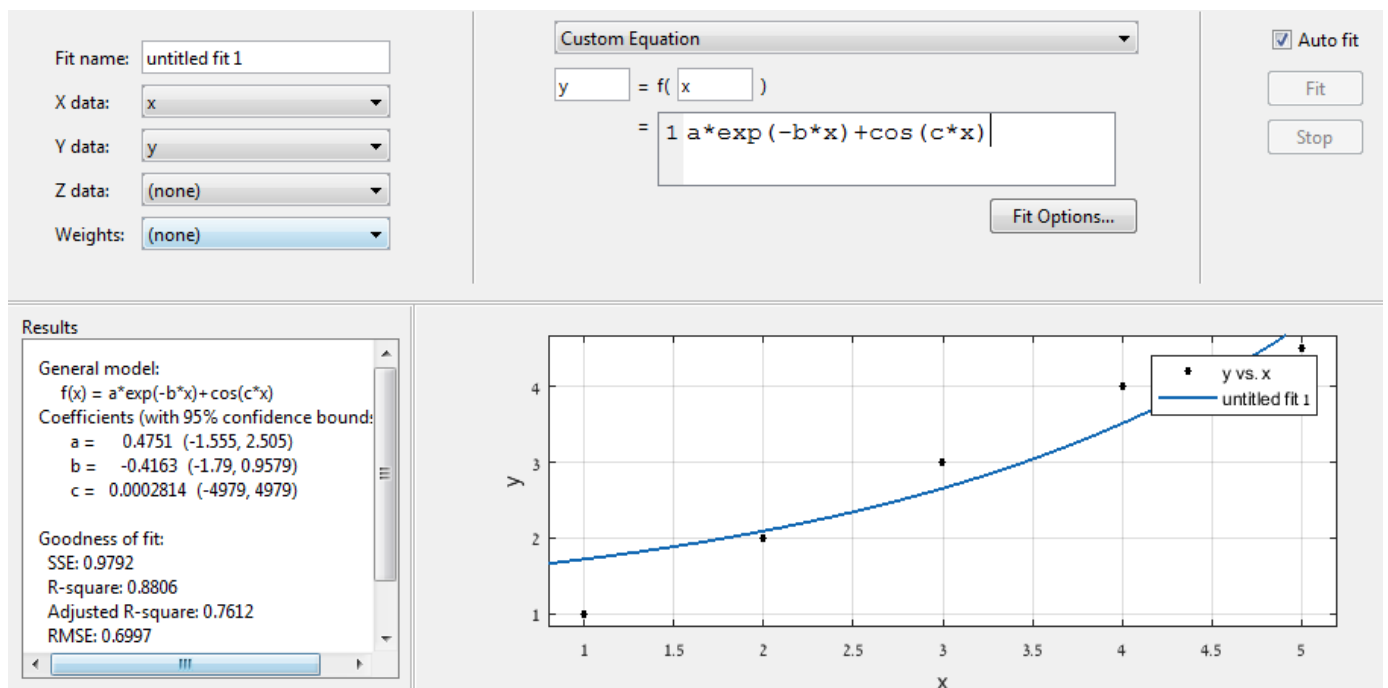 Fit name: untitled fit 1
X data: x
Y data: y
Z data: (none)
Weights: (none)
Custom Equation
y = f( x )
= 1 a*exp(-b*x)+cos(c*x)
Fit Options...
Auto fit
Fit
Stop
Results
General model:
f(x) = a*exp(-b*x)+cos(c*x)
Coefficients (with 95% confidence bounds
a = 0.4751 (-1.555, 2.505)
b = -0.4163 (-1.79, 0.9579)
c = 0.0002814 (-4979, 4979)
Goodness of fit:
SSE: 0.9792
R-square: 0.8806
Adjusted R-square: 0.7612
RMSE: 0.6997
y
4
3
2
1
y vs. x
untitled fit 1
1 1.5 2 2.5 3 3.5 4 4.5 5
x